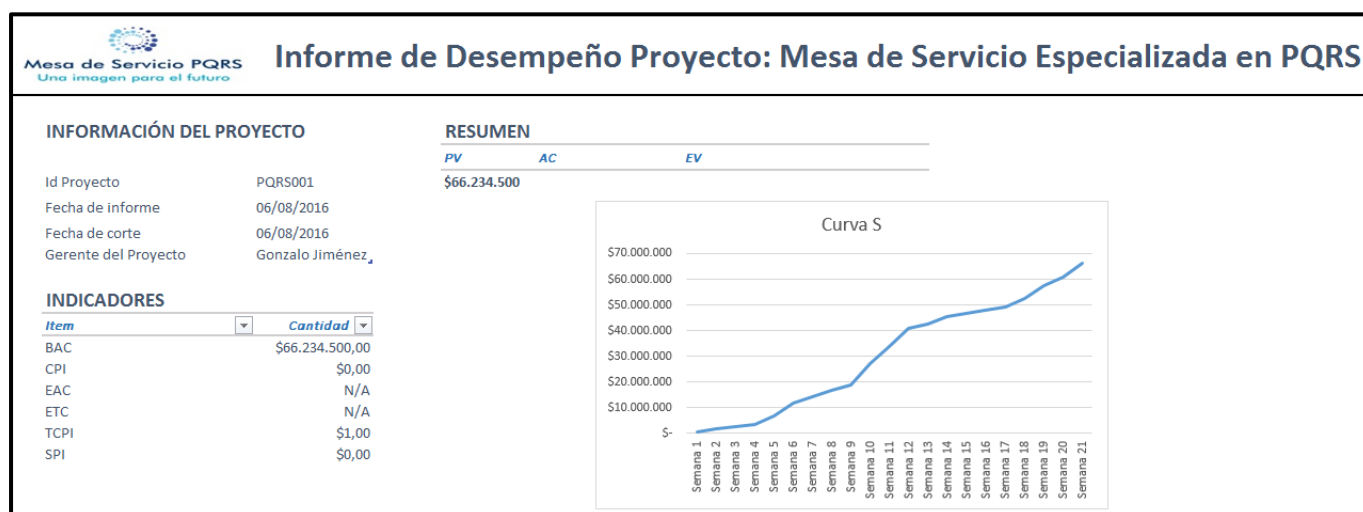 Mesa de Servicio PQRS
Una imagen para el futuro
Informe de Desempeño Proyecto: Mesa de Servicio Especializada en PQRS
INFORMACIÓN DEL PROYECTO
Id Proyecto PQRS001
Fecha de informe 06/08/2016
Fecha de corte 06/08/2016
Gerente del Proyecto Gonzalo Jiménez
INDICADORES
Item Cantidad
BAC $66.234.500,00
CPI $0,00
EAC N/A
ETC N/A
TCPI $1,00
SPI $0,00
RESUMEN
PV AC EV
$66.234.500
Curva S
$70.000.000
$60.000.000
$50.000.000
$40.000.000
$30.000.000
$20.000.000
$10.000.000
$-
Semana 1
Semana 2
Semana 3
Semana 4
Semana 5
Semana 6
Semana 7
Semana 8
Semana 9
Semana 10
Semana 11
Semana 12
Semana 13
Semana 14
Semana 15
Semana 16
Semana 17
Semana 18
Semana 19
Semana 20
Semana 21